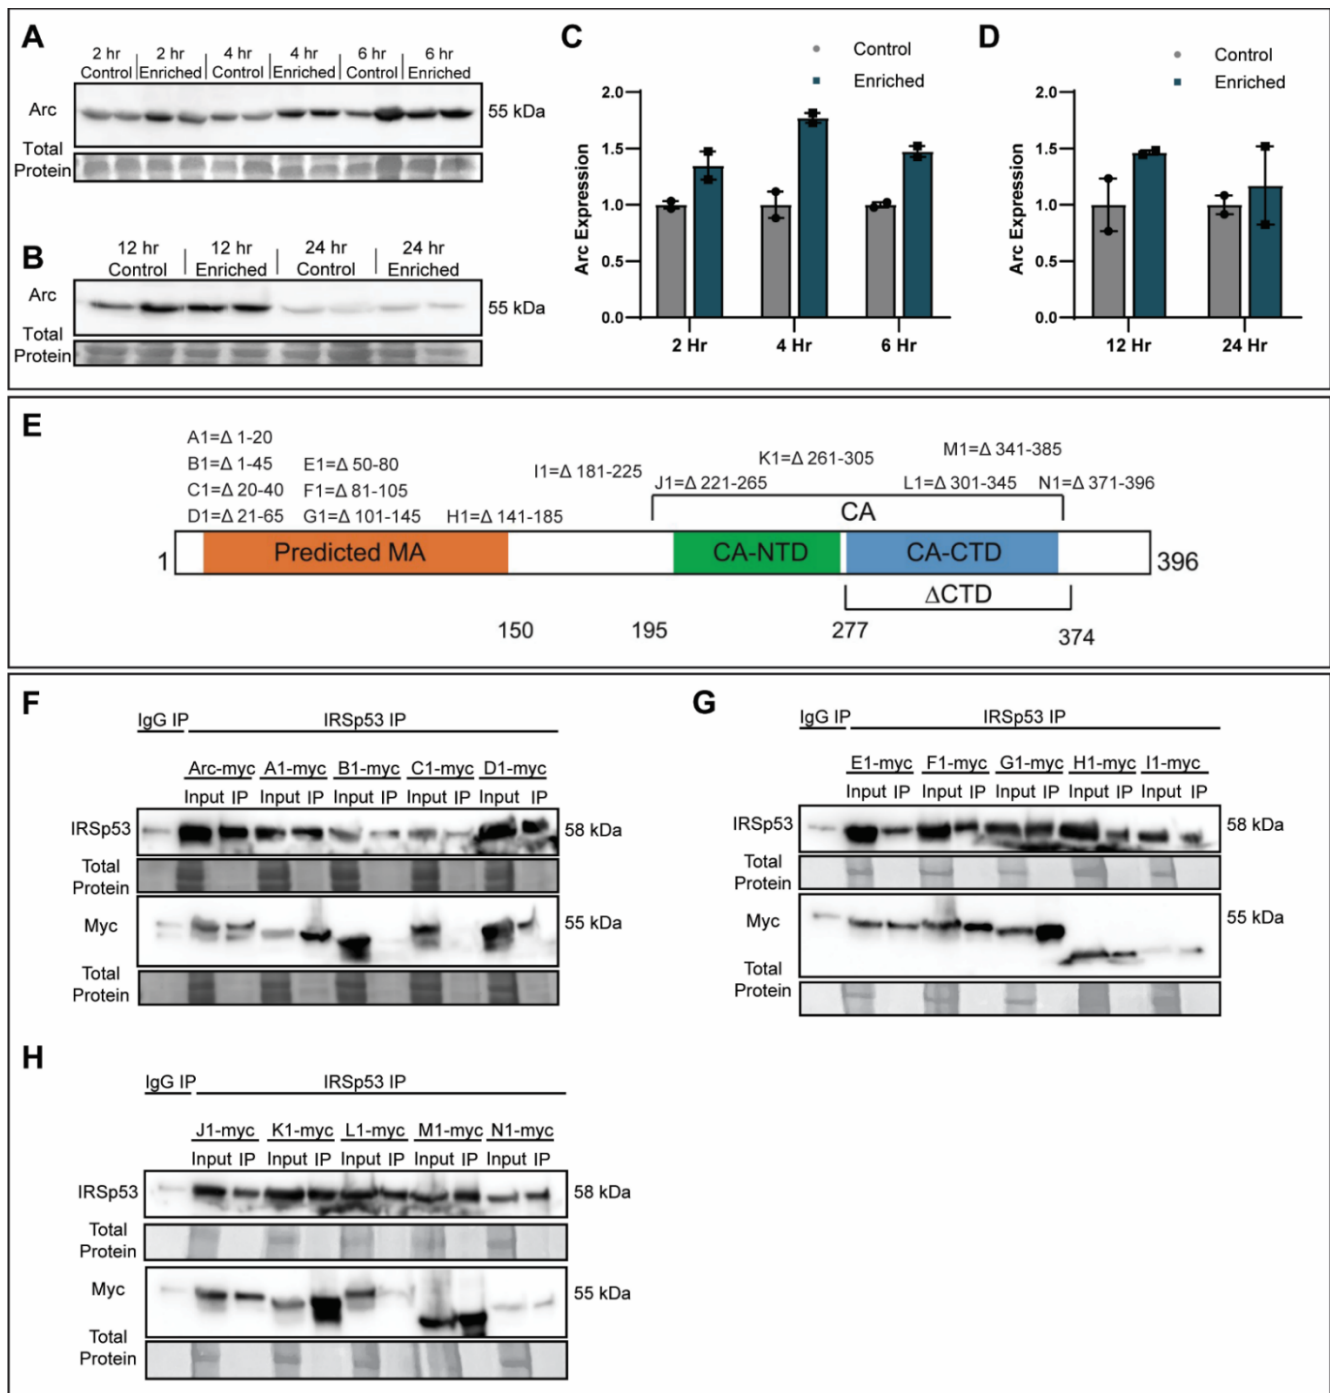 A
2 hr 2 hr 4 hr 4 hr 6 hr 6 hr
Control Enriched Control Enriched Control Enriched
Arc
55 kDa
Total
Protein
B
12 hr 12 hr 24 hr 24 hr
Control Enriched Control Enriched
Arc
55 kDa
Total
Protein
C
Control
Enriched
Arc Expression
2.0
1.5
1.0
0.5
0.0
2 Hr 4 Hr 6 Hr
D
Control
Enriched
Arc Expression
2.0
1.5
1.0
0.5
0.0
12 Hr 24 Hr
E
A1=Δ 1-20
B1=Δ 1-45
C1=Δ 20-40
D1=Δ 21-65
E1=Δ 50-80
F1=Δ 81-105
G1=Δ 101-145
H1=Δ 141-185
I1=Δ 181-225
J1=Δ 221-265
K1=Δ 261-305
M1=Δ 341-385
L1=Δ 301-345
N1=Δ 371-396
CA
1
Predicted MA
CA-NTD
CA-CTD
396
ΔCTD
150 195 277 374
F
IgG IP IRSp53 IP
Arc-myc A1-myc B1-myc C1-myc D1-myc
Input IP Input IP Input IP Input IP Input IP
IRSp53
58 kDa
Total
Protein
Myc
55 kDa
Total
Protein
G
IgG IP IRSp53 IP
E1-myc F1-myc G1-myc H1-myc I1-myc
Input IP Input IP Input IP Input IP Input IP
IRSp53
58 kDa
Total
Protein
Myc
55 kDa
Total
Protein
H
IgG IP IRSp53 IP
J1-myc K1-myc L1-myc M1-myc N1-myc
Input IP Input IP Input IP Input IP Input IP
IRSp53
58 kDa
Total
Protein
Myc
55 kDa
Total
Protein